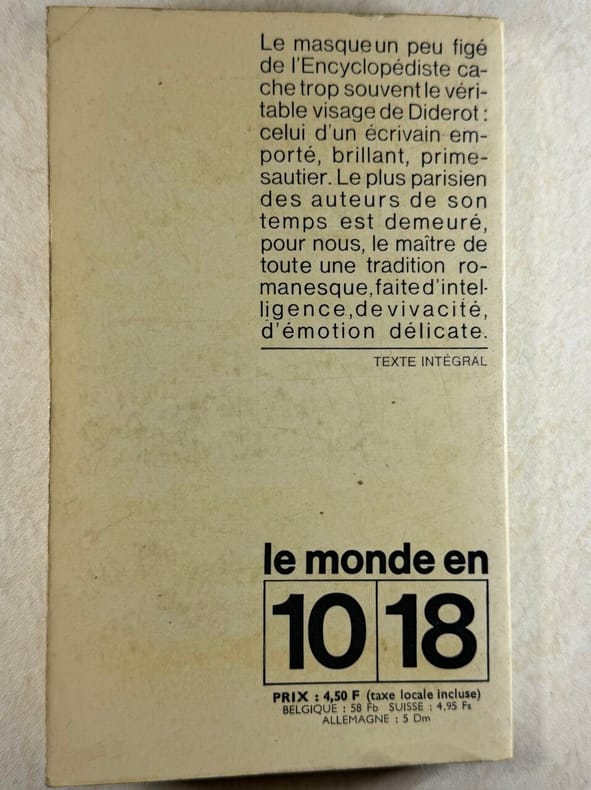 Le masque un peu figé
de l'Encyclopédiste ca-
che trop souvent le véri-
table visage de Diderot :
celui d'un écrivain em-
porté, brillant, prime-
sautier. Le plus parisien
des auteurs de son
temps est demeuré,
pour nous, le maître de
toute une tradition ro-
manesque, faite d'intel-
ligence, de vivacité,
d'émotion délicate.
TEXTE INTÉGRAL
le monde en
10 18
PRIX : 4,50 F (taxe locale incluse)
BELGIQUE : 58 Fb SUISSE : 4,95 Fs
ALLEMAGNE : 5 Dm